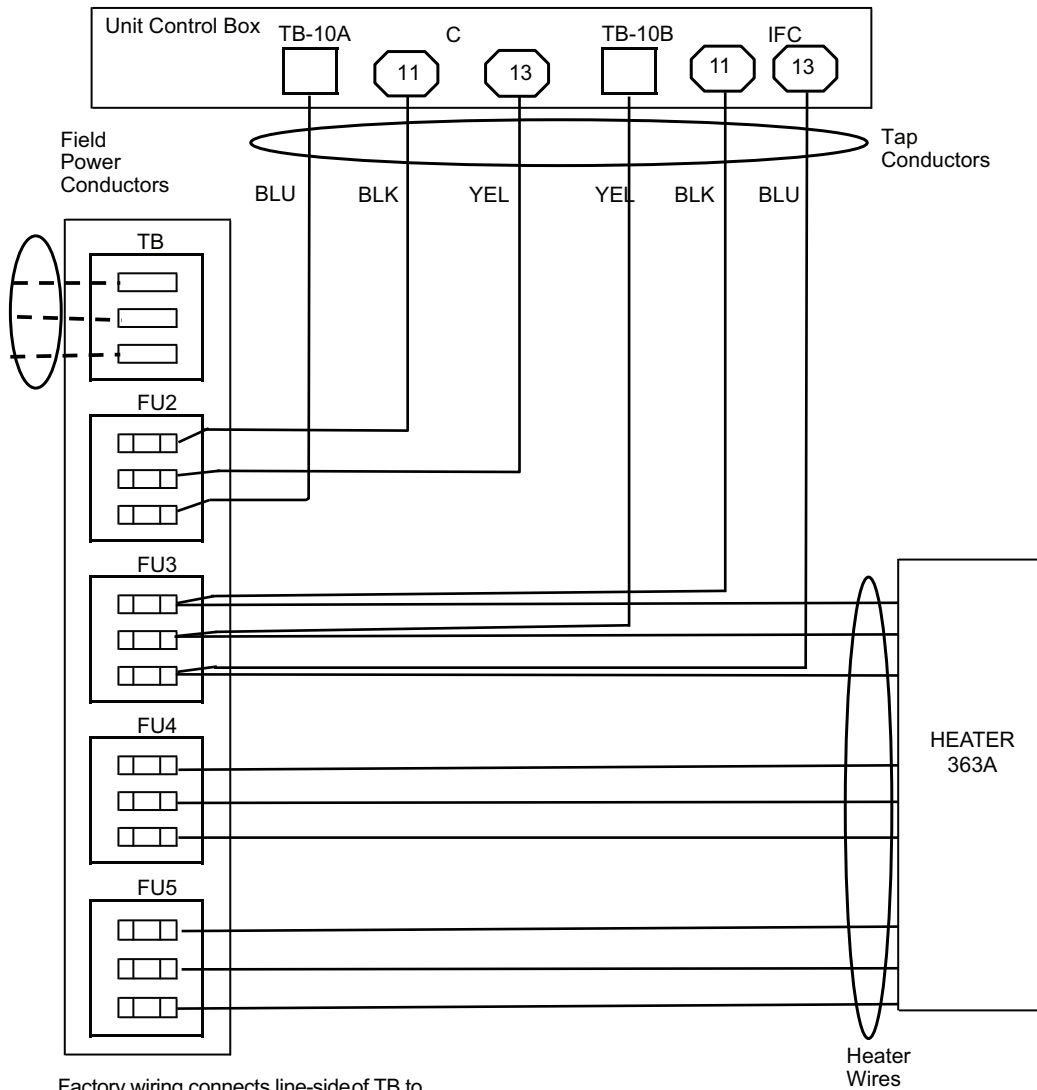 Unit Control Box
TB-10A
C
TB-10B
IFC
11
13
11
13
Field
Power
Conductors
Tap
Conductors
BLU
BLK
YEL
YEL
BLK
BLU
TB
FU2
FU3
FU4
HEATER
363A
FU5
Heater
Wires
Factory wiring connects line-side of TB to